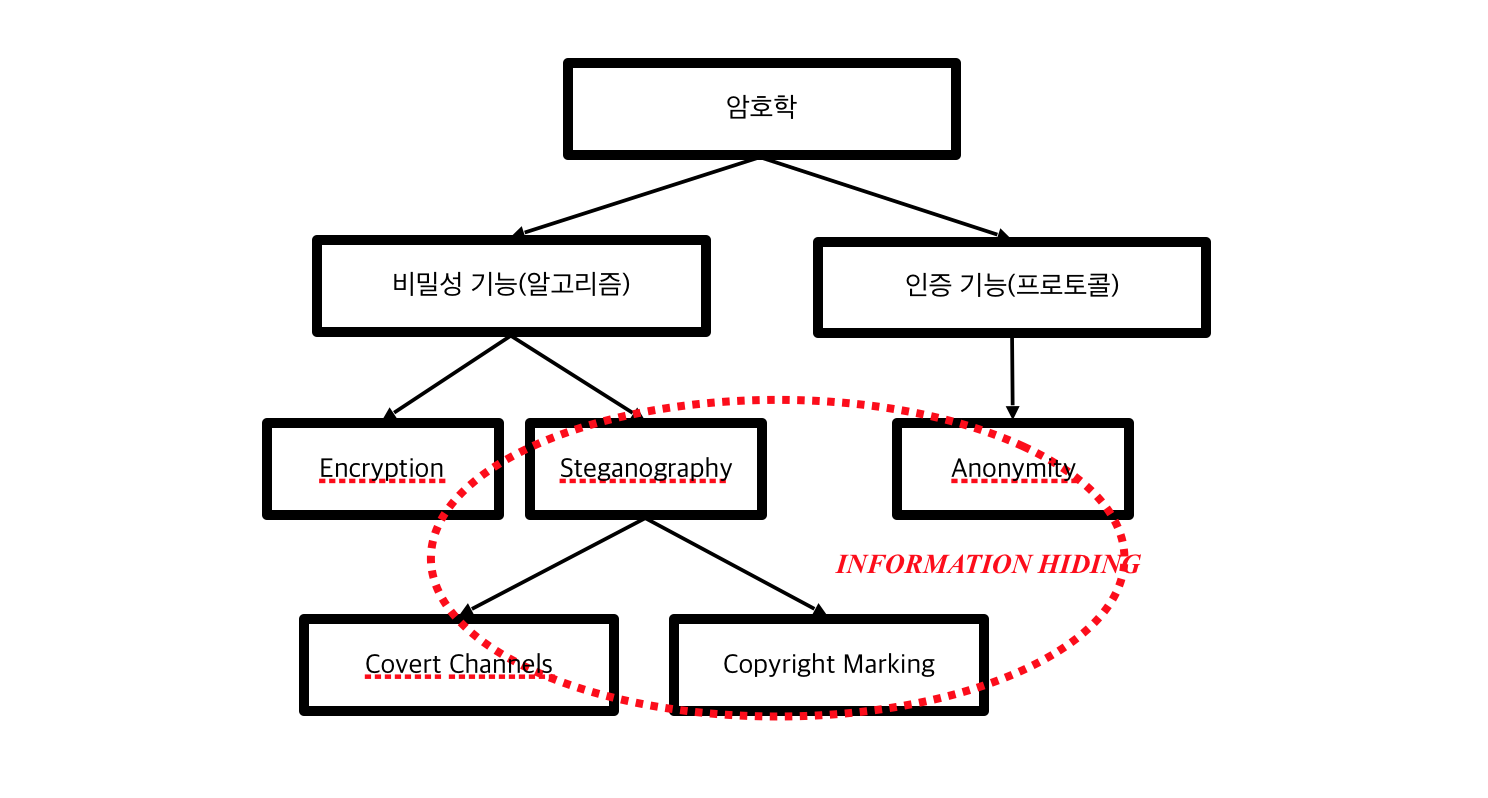 암호학
비밀성 기능(알고리즘)
인증 기능(프로토콜)
Encryption
Steganography
Anonymity
INFORMATION HIDING
Covert Channels
Copyright Marking